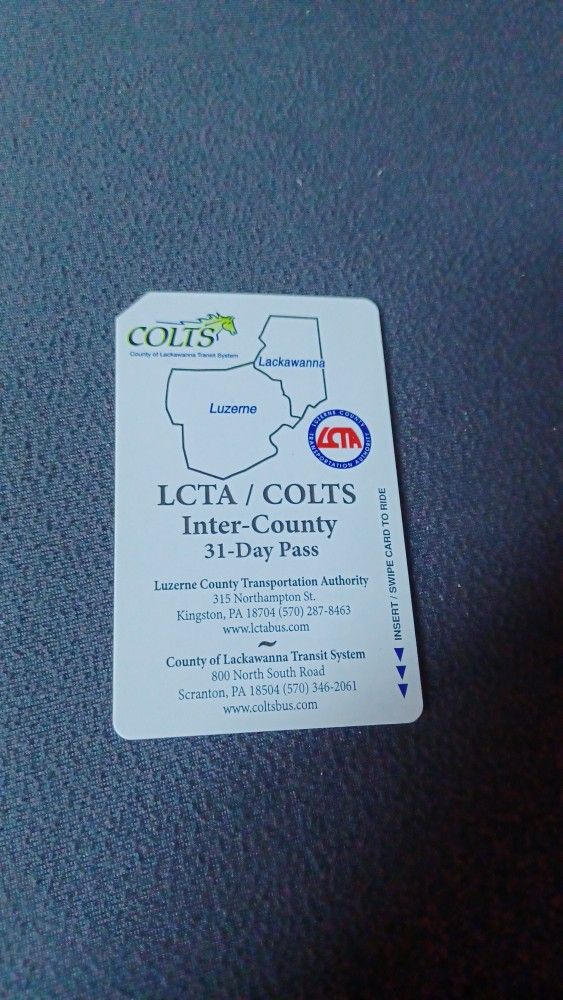 COLTS
County of Lackawanna Transit System
Lackawanna
Luzerne
LUZERNE COUNTY
LCTA
TRANSPORTATION AUTHORITY
LCTA / COLTS
Inter-County
31-Day Pass
Luzerne County Transportation Authority
315 Northampton St.
Kingston, PA 18704 (570) 287-8463
www.lctabus.com
~
County of Lackawanna Transit System
800 North South Road
Scranton, PA 18504 (570) 346-2061
www.coltsbus.com
INSERT / SWIPE CARD TO RIDE